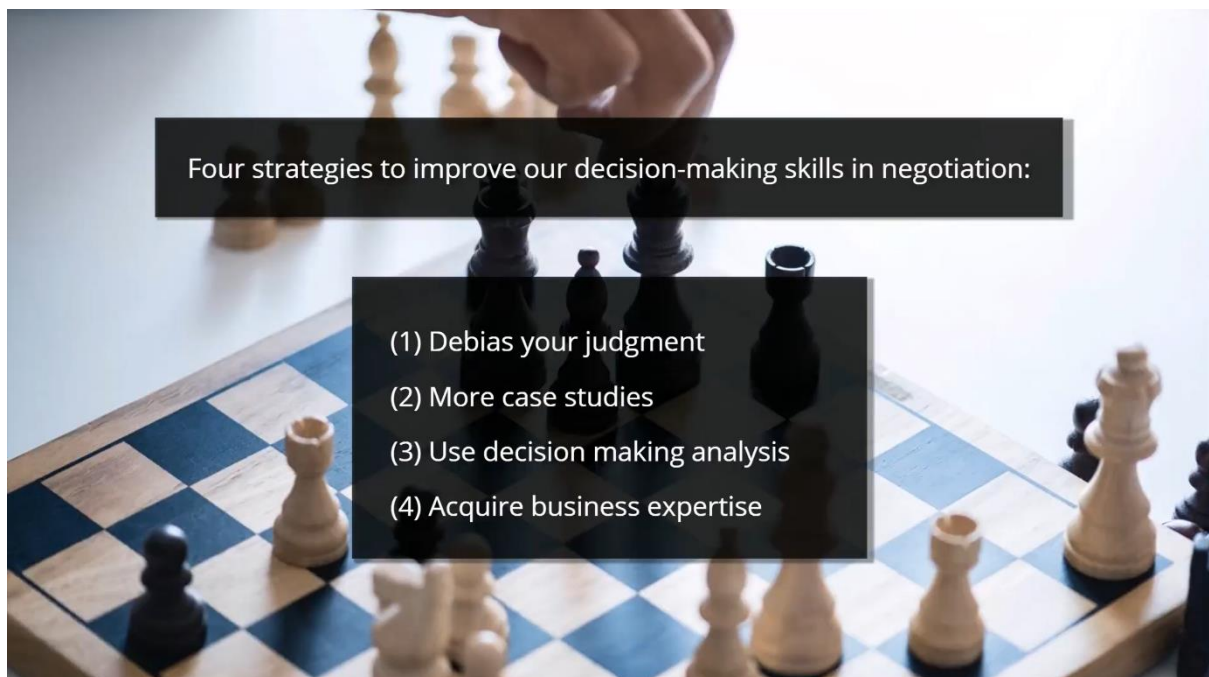 Four strategies to improve our decision-making skills in negotiation:
(1) Debias your judgment
(2) More case studies
(3) Use decision making analysis
(4) Acquire business expertise